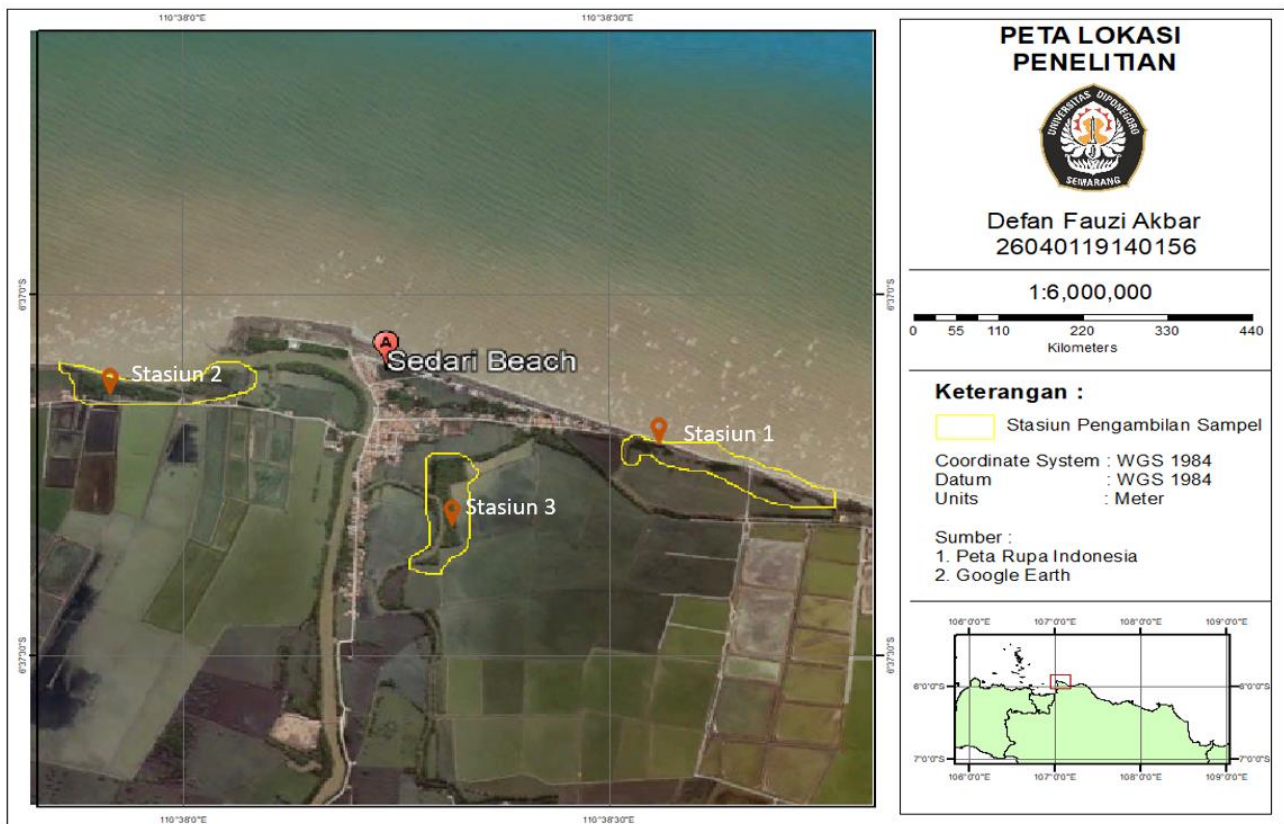 110°38'0"E
110°38'30"E
6°37'0"S
6°37'0"S
A
Sedari Beach
Stasiun 2
Stasiun 1
Stasiun 3
6°37'30"S
6°37'30"S
110°38'0"E
110°38'30"E
PETA LOKASI
PENELITIAN
UNIVERSITAS DIPONEGORO
SEMARANG
Defan Fauzi Akbar
26040119140156
1:6,000,000
0 55 110 220 330 440
Kilometers
Keterangan :
Stasiun Pengambilan Sampel
Coordinate System : WGS 1984
Datum : WGS 1984
Units : Meter
Sumber :
1. Peta Rupa Indonesia
2. Google Earth
106°0'0"E 107°0'0"E 108°0'0"E 109°0'0"E
6°0'0"S 6°0'0"S
7°0'0"S 7°0'0"S
106°0'0"E 107°0'0"E 108°0'0"E 109°0'0"E